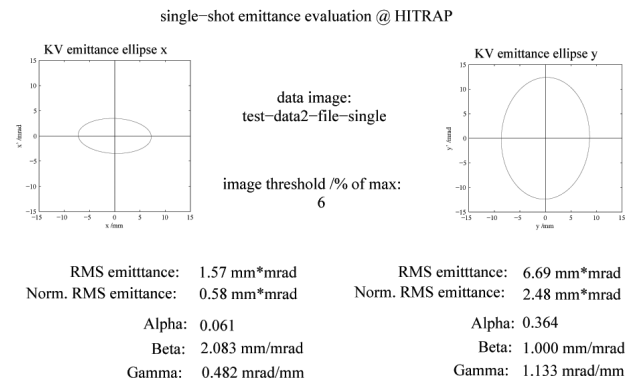 single−shot emittance evaluation @ HITRAP
KV emittance ellipse x
15
10
5
0
−5
−10
−15
−15 −10 −5 0 5 10 15
x' /mrad
x /mm
data image:
test−data2−file−single
image threshold /% of max:
6
KV emittance ellipse y
15
10
5
0
−5
−10
−15
−15 −10 −5 0 5 10 15
y' /mrad
y /mm
RMS emitttance: 1.57 mm*mrad
Norm. RMS emittance: 0.58 mm*mrad
Alpha: 0.061
Beta: 2.083 mm/mrad
Gamma: 0.482 mrad/mm
RMS emitttance: 6.69 mm*mrad
Norm. RMS emittance: 2.48 mm*mrad
Alpha: 0.364
Beta: 1.000 mm/mrad
Gamma: 1.133 mrad/mm